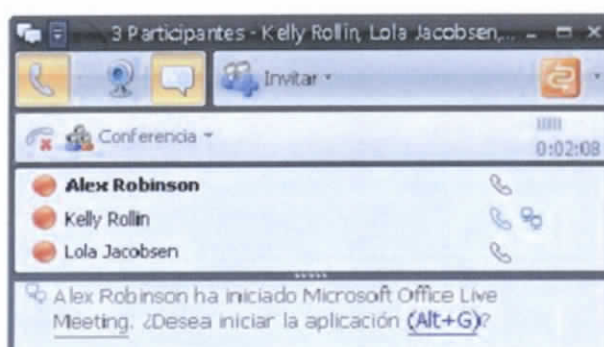 3 Participantes - Kelly Rollin, Lola Jacobsen,...
Invitar
Conferencia
0:02:08
Alex Robinson
Kelly Rollin
Lola Jacobsen
Alex Robinson ha iniciado Microsoft Office Live
Meeting. ¿Desea iniciar la aplicación (Alt+G)?